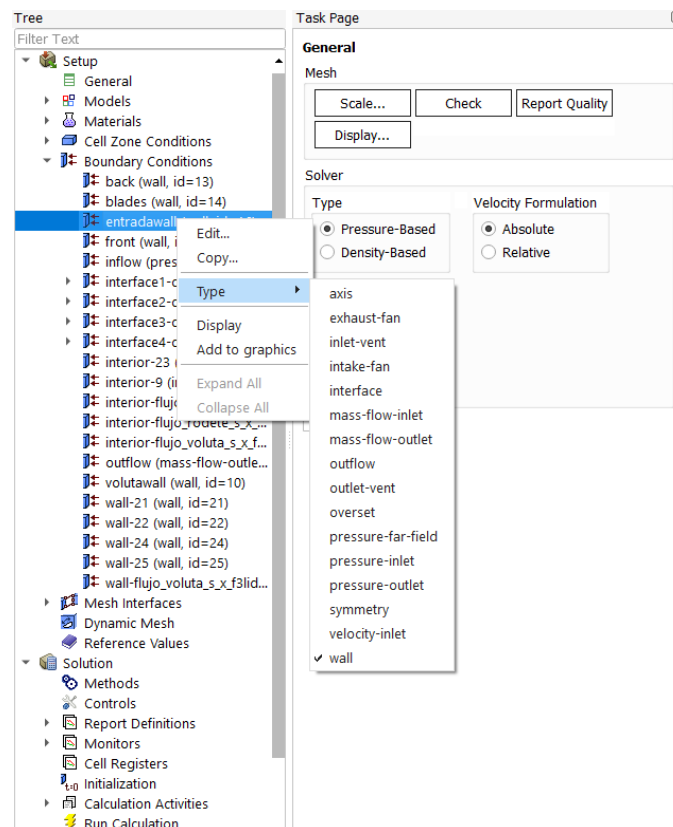 Tree
Filter Text
Setup
General
Models
Materials
Cell Zone Conditions
Boundary Conditions
back (wall, id=13)
blades (wall, id=14)
entradawall
front (wall,
inflow (pres
interface1-c
interface2-c
interface3-c
interface4-c
interior-23
interior-9 (i
interior-flujo
interior-flujo_rodete_s_x_...
interior-flujo_voluta_s_x_f...
outflow (mass-flow-outle...
volutawall (wall, id=10)
wall-21 (wall, id=21)
wall-22 (wall, id=22)
wall-24 (wall, id=24)
wall-25 (wall, id=25)
wall-flujo_voluta_s_x_f3lid...
Mesh Interfaces
Dynamic Mesh
Reference Values
Solution
Methods
Controls
Report Definitions
Monitors
Cell Registers
Initialization
Calculation Activities
Run Calculation
Edit...
Copy...
Type
Display
Add to graphics
Expand All
Collapse All
axis
exhaust-fan
inlet-vent
intake-fan
interface
mass-flow-inlet
mass-flow-outlet
outflow
outlet-vent
overset
pressure-far-field
pressure-inlet
pressure-outlet
symmetry
velocity-inlet
wall
Task Page
General
Mesh
Scale... Check Report Quality
Display...
Solver
Type Velocity Formulation
Pressure-Based Absolute
Density-Based Relative